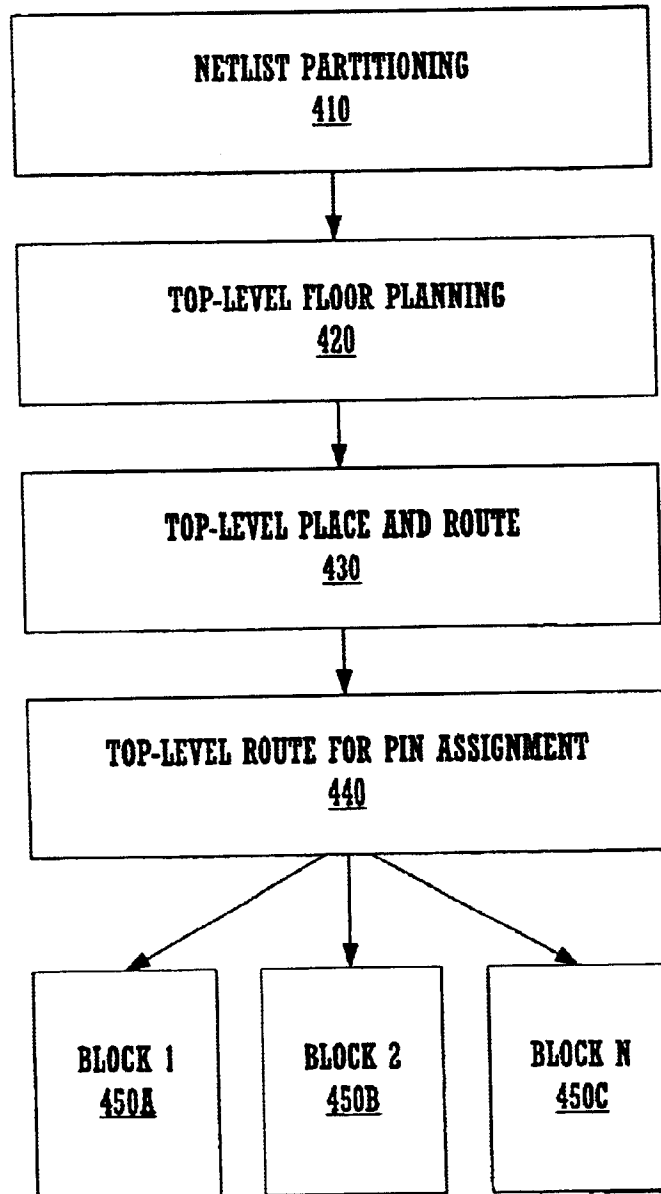 NETLIST PARTITIONING
410
TOP-LEVEL FLOOR PLANNING
420
TOP-LEVEL PLACE AND ROUTE
430
TOP-LEVEL ROUTE FOR PIN ASSIGNMENT
440
BLOCK 1
450A
BLOCK 2
450B
BLOCK N
450C